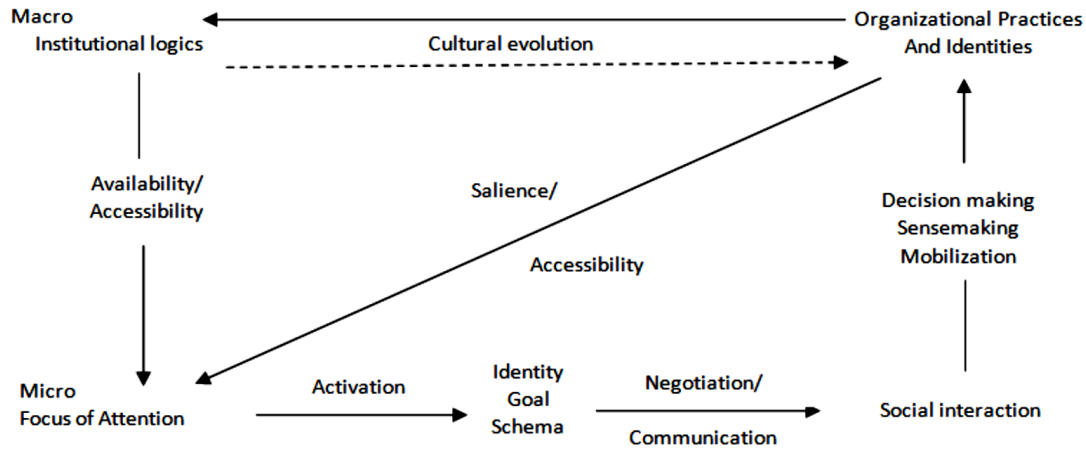 Macro
Institutional logics
Cultural evolution
Organizational Practices
And Identities
Availability/
Accessibility
Salience/
Accessibility
Decision making
Sensemaking
Mobilization
Micro
Focus of Attention
Activation
Identity
Goal
Schema
Negotiation/
Communication
Social interaction